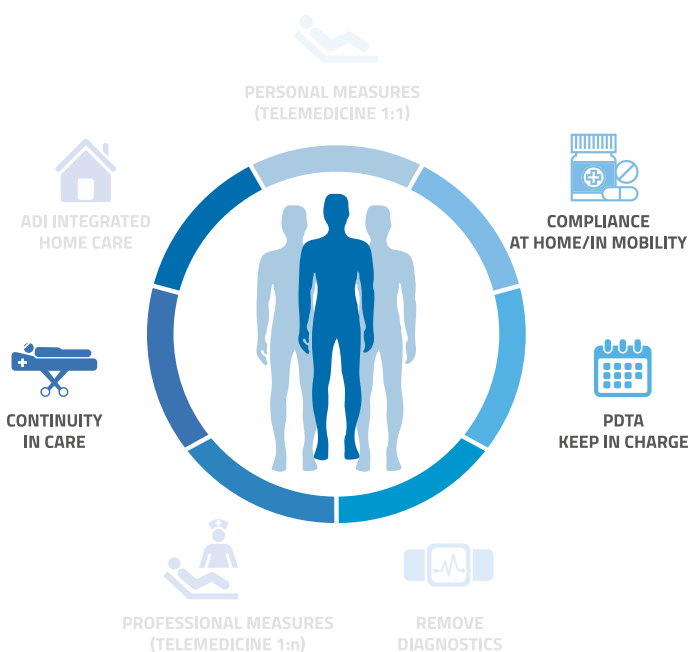 PERSONAL MEASURES
(TELEMEDICINE 1:1)
ADI INTEGRATED
HOME CARE
COMPLIANCE
AT HOME/IN MOBILITY
CONTINUITY
IN CARE
PDTA
KEEP IN CHARGE
PROFESSIONAL MEASURES
(TELEMEDICINE 1:n)
REMOVE
DIAGNOSTICS